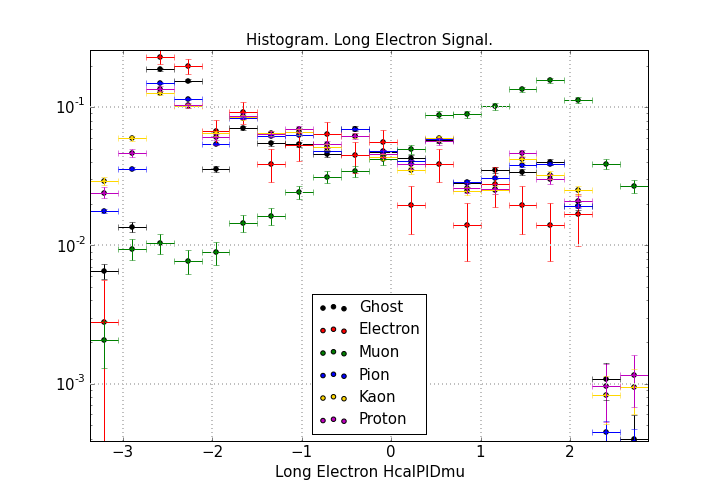 Histogram. Long Electron Signal.
10⁻¹
10⁻²
10⁻³
−3 −2 −1 0 1 2
Long Electron HcalPIDmu
Ghost
Electron
Muon
Pion
Kaon
Proton